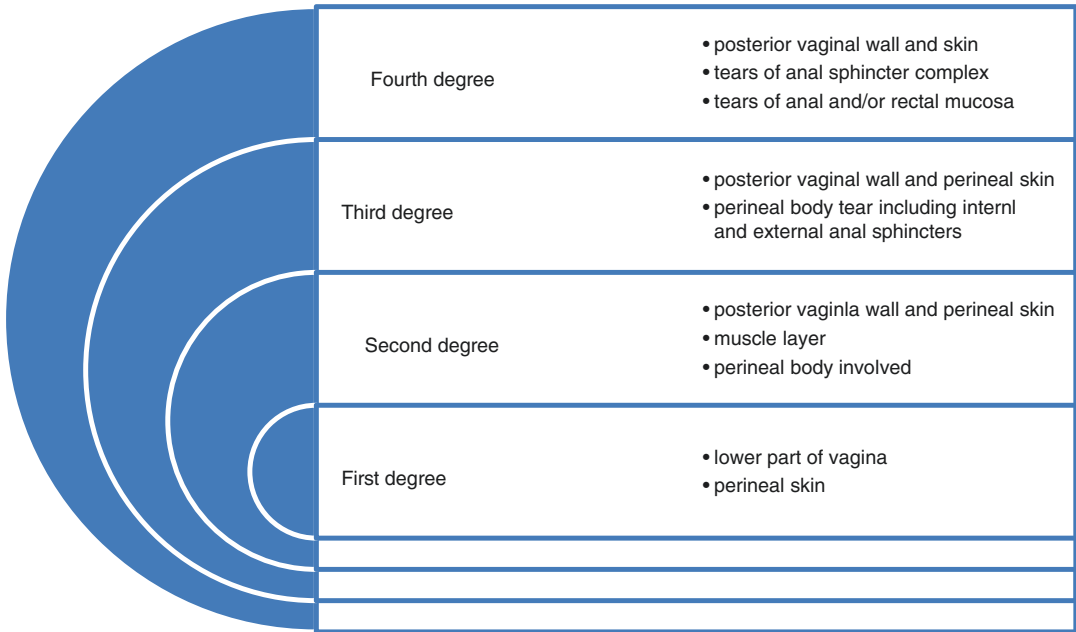 Fourth degree
• posterior vaginal wall and skin
• tears of anal sphincter complex
• tears of anal and/or rectal mucosa
Third degree
• posterior vaginal wall and perineal skin
• perineal body tear including internl
and external anal sphincters
Second degree
• posterior vaginla wall and perineal skin
• muscle layer
• perineal body involved
First degree
• lower part of vagina
• perineal skin